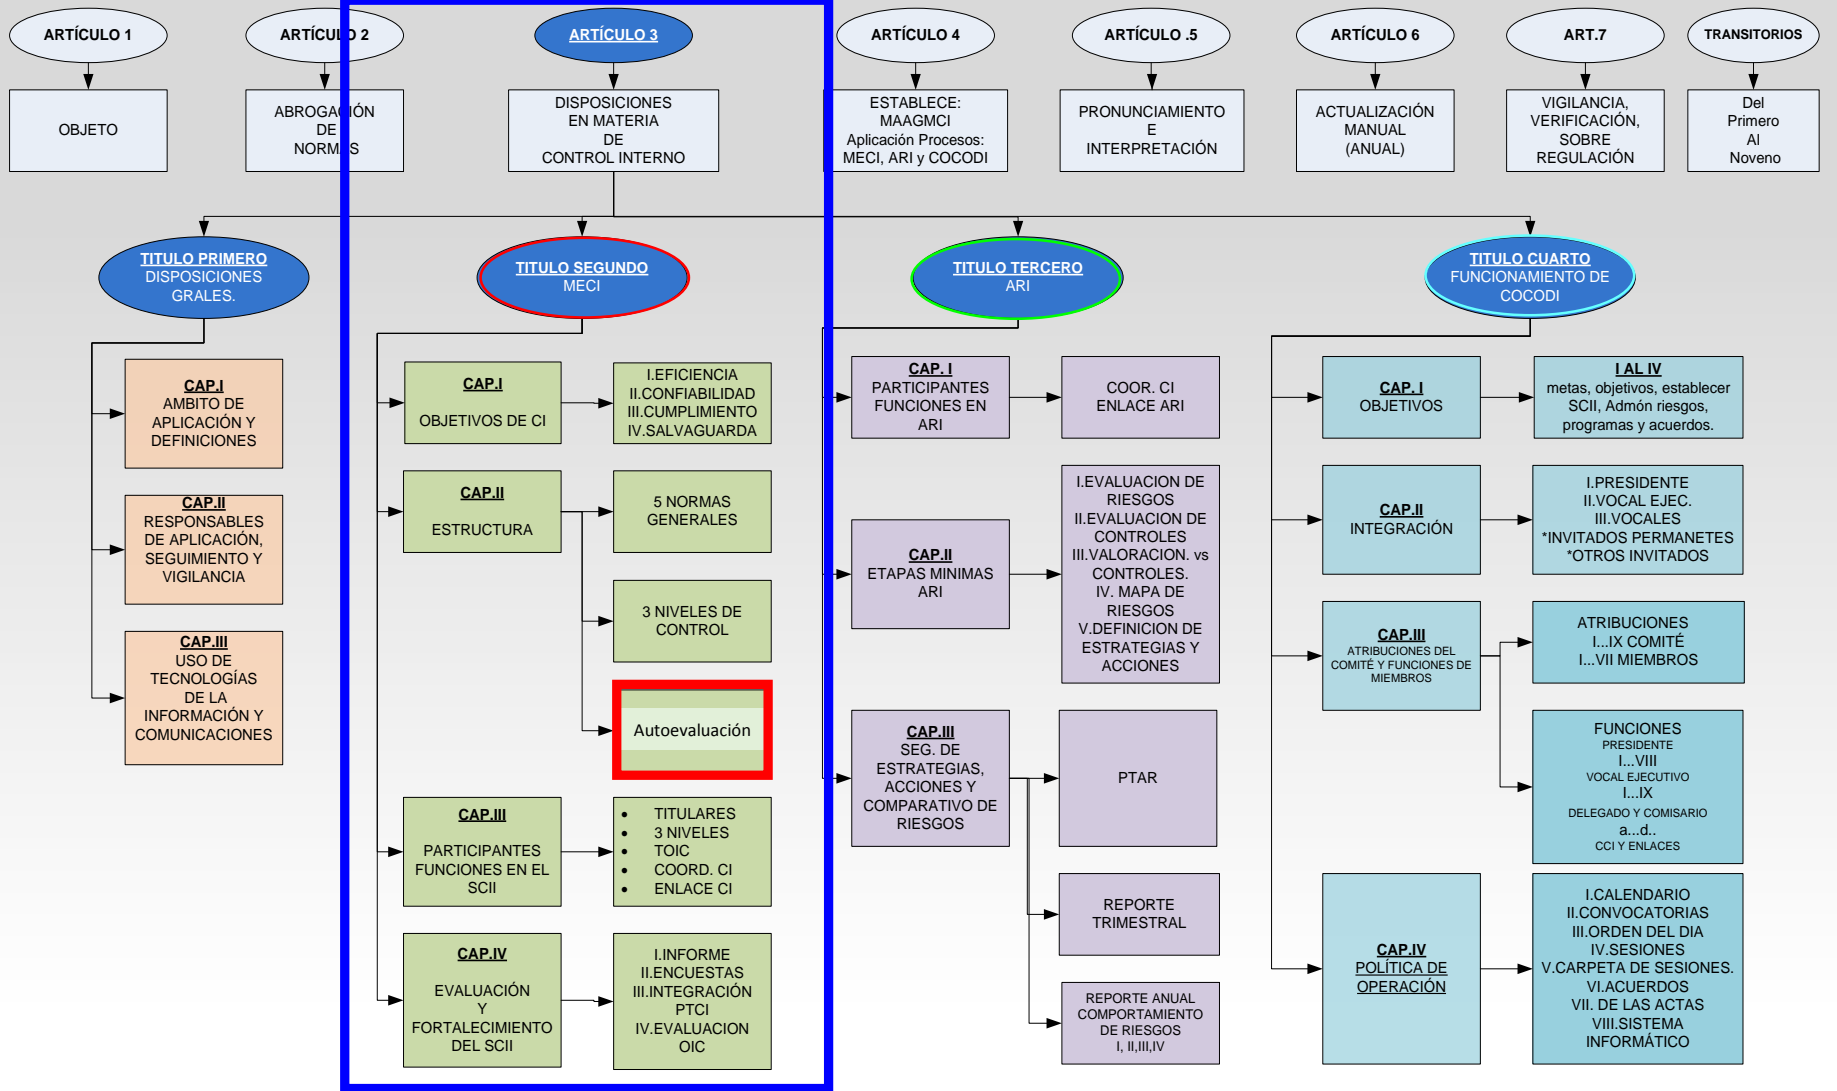 ARTÍCULO 1
ARTÍCULO 2
ARTÍCULO 3
ARTÍCULO 4
ARTÍCULO .5
ARTÍCULO 6
ART.7
TRANSITORIOS
OBJETO
ABROGACIÓN
DE
NORMAS
DISPOSICIONES
EN MATERIA
DE
CONTROL INTERNO
ESTABLECE:
MAAGMCI
Aplicación Procesos:
MECI, ARI y COCODI
PRONUNCIAMIENTO
E
INTERPRETACIÓN
ACTUALIZACIÓN
MANUAL
(ANUAL)
VIGILANCIA,
VERIFICACIÓN,
SOBRE
REGULACIÓN
Del
Primero
Al
Noveno
TITULO PRIMERO
DISPOSICIONES
GRALES.
TITULO SEGUNDO
MECI
TITULO TERCERO
ARI
TITULO CUARTO
FUNCIONAMIENTO DE
COCODI
CAP.I
AMBITO DE
APLICACIÓN Y
DEFINICIONES
CAP.II
RESPONSABLES
DE APLICACIÓN,
SEGUIMIENTO Y
VIGILANCIA
CAP.III
USO DE
TECNOLOGÍAS
DE LA
INFORMACIÓN Y
COMUNICACIONES
CAP.I
OBJETIVOS DE CI
I.EFICIENCIA
II.CONFIABILIDAD
III.CUMPLIMIENTO
IV.SALVAGUARDA
CAP.II
ESTRUCTURA
5 NORMAS
GENERALES
3 NIVELES DE
CONTROL
Autoevaluación
CAP.III
PARTICIPANTES
FUNCIONES EN EL
SCII
• TITULARES
• 3 NIVELES
• TOIC
• COORD. CI
• ENLACE CI
CAP.IV
EVALUACIÓN
Y
FORTALECIMIENTO
DEL SCII
I.INFORME
II.ENCUESTAS
III.INTEGRACIÓN
PTCI
IV.EVALUACION
OIC
CAP. I
PARTICIPANTES
FUNCIONES EN
ARI
COOR. CI
ENLACE ARI
CAP.II
ETAPAS MINIMAS
ARI
I.EVALUACION DE
RIESGOS
II.EVALUACION DE
CONTROLES
III.VALORACION. vs
CONTROLES.
IV. MAPA DE
RIESGOS
V.DEFINICION DE
ESTRATEGIAS Y
ACCIONES
CAP.III
SEG. DE
ESTRATEGIAS,
ACCIONES Y
COMPARATIVO DE
RIESGOS
PTAR
REPORTE
TRIMESTRAL
REPORTE ANUAL
COMPORTAMIENTO
DE RIESGOS
I, II,III,IV
CAP. I
OBJETIVOS
I AL IV
metas, objetivos, establecer
SCII, Admón riesgos,
programas y acuerdos.
CAP.II
INTEGRACIÓN
I.PRESIDENTE
II.VOCAL EJEC.
III.VOCALES
*INVITADOS PERMANETES
*OTROS INVITADOS
CAP.III
ATRIBUCIONES DEL
COMITÉ Y FUNCIONES DE
MIEMBROS
ATRIBUCIONES
I...IX COMITÉ
I...VII MIEMBROS
FUNCIONES
PRESIDENTE
I...VIII
VOCAL EJECUTIVO
I...IX
DELEGADO Y COMISARIO
a...d..
CCI Y ENLACES
CAP.IV
POLÍTICA DE
OPERACIÓN
I.CALENDARIO
II.CONVOCATORIAS
III.ORDEN DEL DIA
IV.SESIONES
V.CARPETA DE SESIONES.
VI.ACUERDOS
VII. DE LAS ACTAS
VIII.SISTEMA
INFORMÁTICO